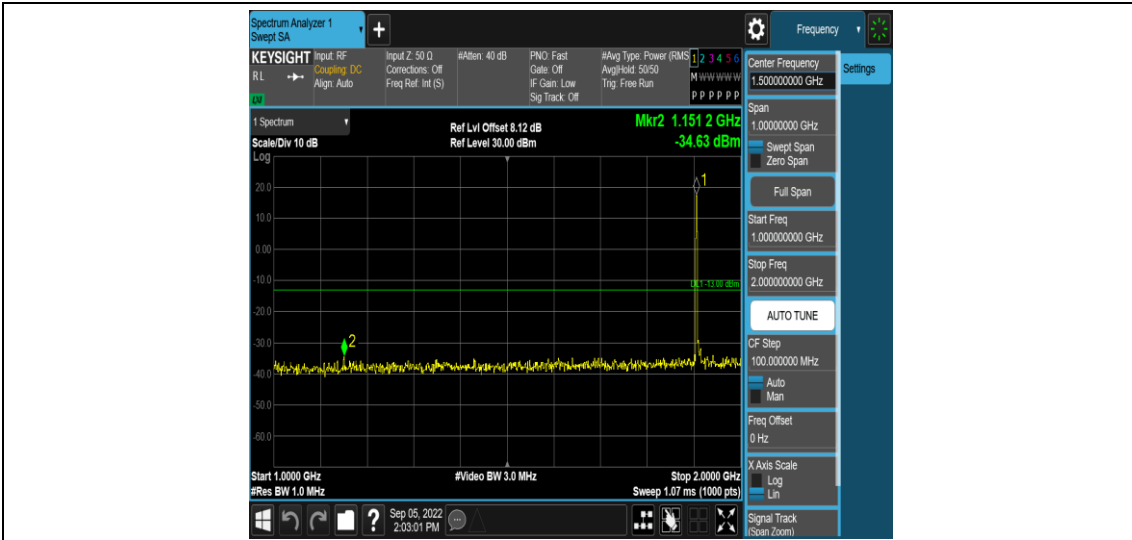 Spectrum Analyzer 1
Swept SA
+
Frequency
KEYSIGHT
RL
Input: RF
Coupling: DC
Align: Auto
Input Z: 50 Ω
Corrections: Off
Freq Ref: Int (S)
#Atten: 40 dB
PNO: Fast
Gate: Off
IF Gain: Low
Sig Track: Off
#Avg Type: Power (RMS
Avg|Hold: 50/50
Trig: Free Run
1 2 3 4 5 6
M W W W W W
P P P P P P
1 Spectrum
Scale/Div 10 dB
Log
Ref Lvl Offset 8.12 dB
Ref Level 30.00 dBm
Mkr2 1.151 2 GHz
-34.63 dBm
1
20.0
10.0
0.00
-10.0
DL1 -13.00 dBm
-20.0
-30.0
2
-40.0
-50.0
-60.0
Start 1.0000 GHz
#Res BW 1.0 MHz
#Video BW 3.0 MHz
Stop 2.0000 GHz
Sweep 1.07 ms (1000 pts)
?
Sep 05, 2022
2:03:01 PM
Center Frequency
1.500000000 GHz
Settings
Span
1.00000000 GHz
Swept Span
Zero Span
Full Span
Start Freq
1.000000000 GHz
Stop Freq
2.000000000 GHz
AUTO TUNE
CF Step
100.000000 MHz
Auto
Man
Freq Offset
0 Hz
X Axis Scale
Log
Lin
Signal Track
(Span Zoom)